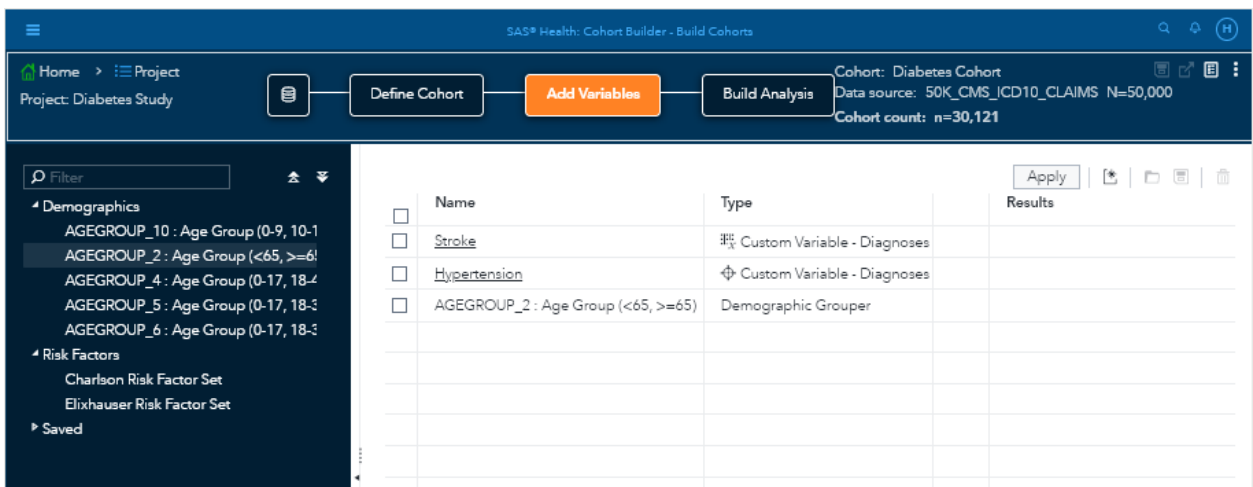 SAS® Health: Cohort Builder - Build Cohorts
H
Home > Project
Project: Diabetes Study
Define Cohort
Add Variables
Build Analysis
Cohort: Diabetes Cohort
Data source: 50K_CMS_ICD10_CLAIMS N=50,000
Cohort count: n=30,121
Filter
Demographics
AGEGROUP_10 : Age Group (0-9, 10-1
AGEGROUP_2 : Age Group (<65, >=6
AGEGROUP_4 : Age Group (0-17, 18-4
AGEGROUP_5 : Age Group (0-17, 18-3
AGEGROUP_6 : Age Group (0-17, 18-3
Risk Factors
Charlson Risk Factor Set
Elixhauser Risk Factor Set
Saved
Apply
Name Type Results
Stroke Custom Variable - Diagnoses
Hypertension Custom Variable - Diagnoses
AGEGROUP_2 : Age Group (<65, >=65) Demographic Grouper